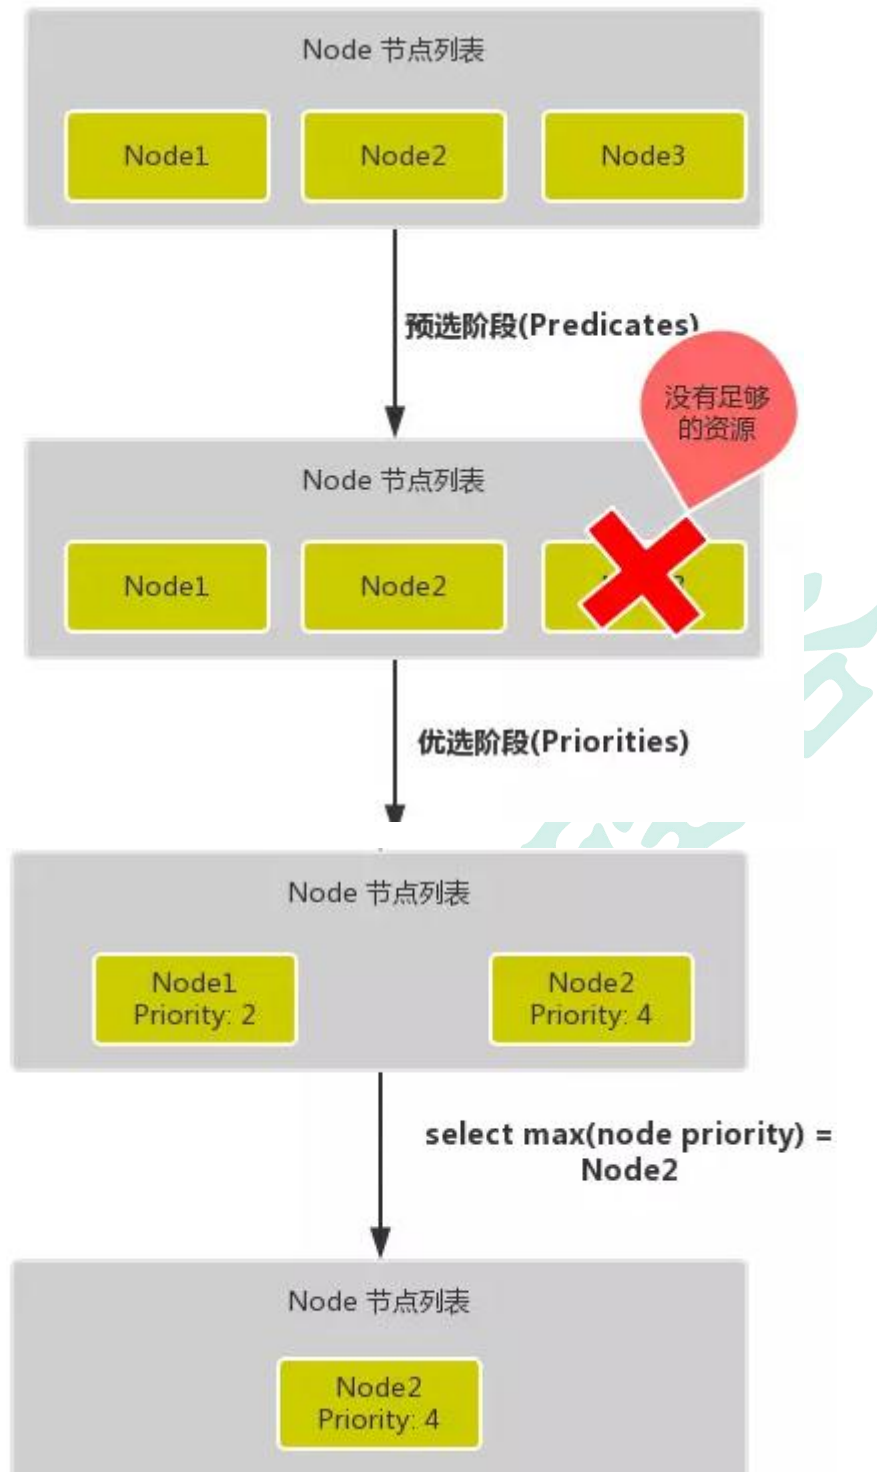 Node 节点列表
Node1
Node2
Node3
预选阶段(Predicates)
没有足够
的资源
Node 节点列表
Node1
Node2
优选阶段(Priorities)
Node 节点列表
Node1
Priority: 2
Node2
Priority: 4
select max(node priority) =
Node2
Node 节点列表
Node2
Priority: 4